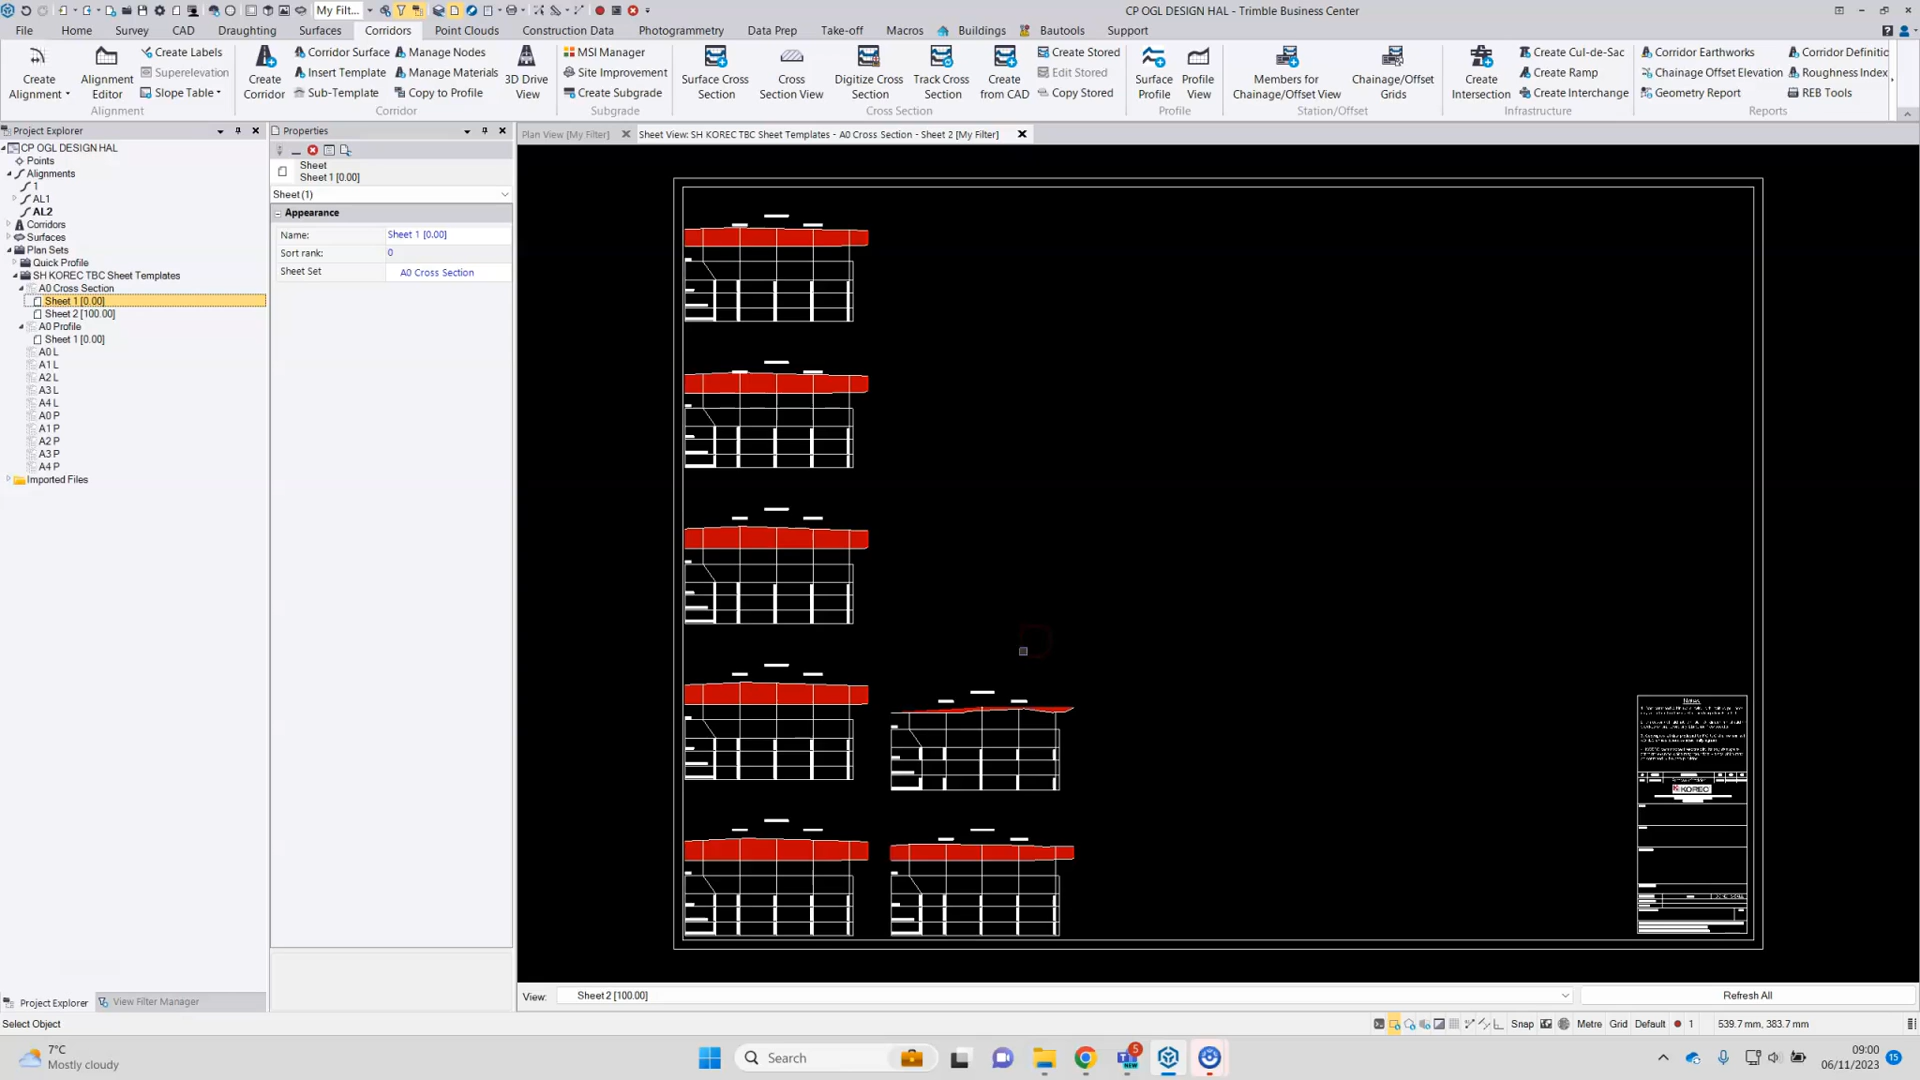 My Filt...
CP OGL DESIGN HAL - Trimble Business Center
File Home Survey CAD Draughting Surfaces Corridors Point Clouds Construction Data Photogrammetry Data Prep Take-off Macros Buildings Bautools Support
Create Alignment
Alignment Editor
Create Labels
Superelevation
Slope Table
Alignment
Create Corridor
Corridor Surface
Insert Template
Sub-Template
Manage Nodes
Manage Materials
Copy to Profile
3D Drive View
Corridor
MSI Manager
Site Improvement
Create Subgrade
Subgrade
Surface Cross Section
Cross Section View
Digitize Cross Section
Track Cross Section
Create from CAD
Create Stored
Edit Stored
Copy Stored
Cross Section
Surface Profile
Profile View
Profile
Members for Chainage/Offset View
Chainage/Offset Grids
Station/Offset
Create Intersection
Create Cul-de-Sac
Create Ramp
Create Interchange
Infrastructure
Corridor Earthworks
Chainage Offset Elevation
Geometry Report
Corridor Definitic
Roughness Index
REB Tools
Reports
Project Explorer
CP OGL DESIGN HAL
Points
Alignments
1
AL1
AL2
Corridors
Surfaces
Plan Sets
Quick Profile
SH KOREC TBC Sheet Templates
A0 Cross Section
Sheet 1 [0.00]
Sheet 2 [100.00]
A0 Profile
Sheet 1 [0.00]
A0 L
A1 L
A2 L
A3 L
A4 L
A0 P
A1 P
A2 P
A3 P
A4 P
Imported Files
Project Explorer
View Filter Manager
Properties
Sheet
Sheet 1 [0.00]
Sheet (1)
Appearance
Name: Sheet 1 [0.00]
Sort rank: 0
Sheet Set A0 Cross Section
Plan View [My Filter]
Sheet View: SH KOREC TBC Sheet Templates - A0 Cross Section - Sheet 2 [My Filter]
Notes
KOREC
View: Sheet 2 [100.00]
Refresh All
Select Object
Snap Metre Grid Default 1 539.7 mm, 383.7 mm
7°C
Mostly cloudy
Search
5
NEW
09:00
06/11/2023
15